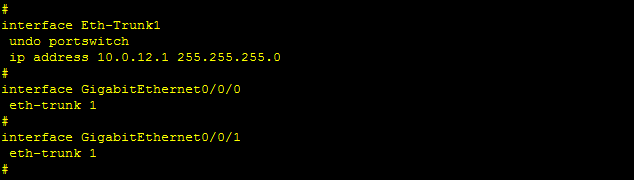 #
interface Eth-Trunk1
 undo portswitch
 ip address 10.0.12.1 255.255.255.0
#
interface GigabitEthernet0/0/0
 eth-trunk 1
#
interface GigabitEthernet0/0/1
 eth-trunk 1
#